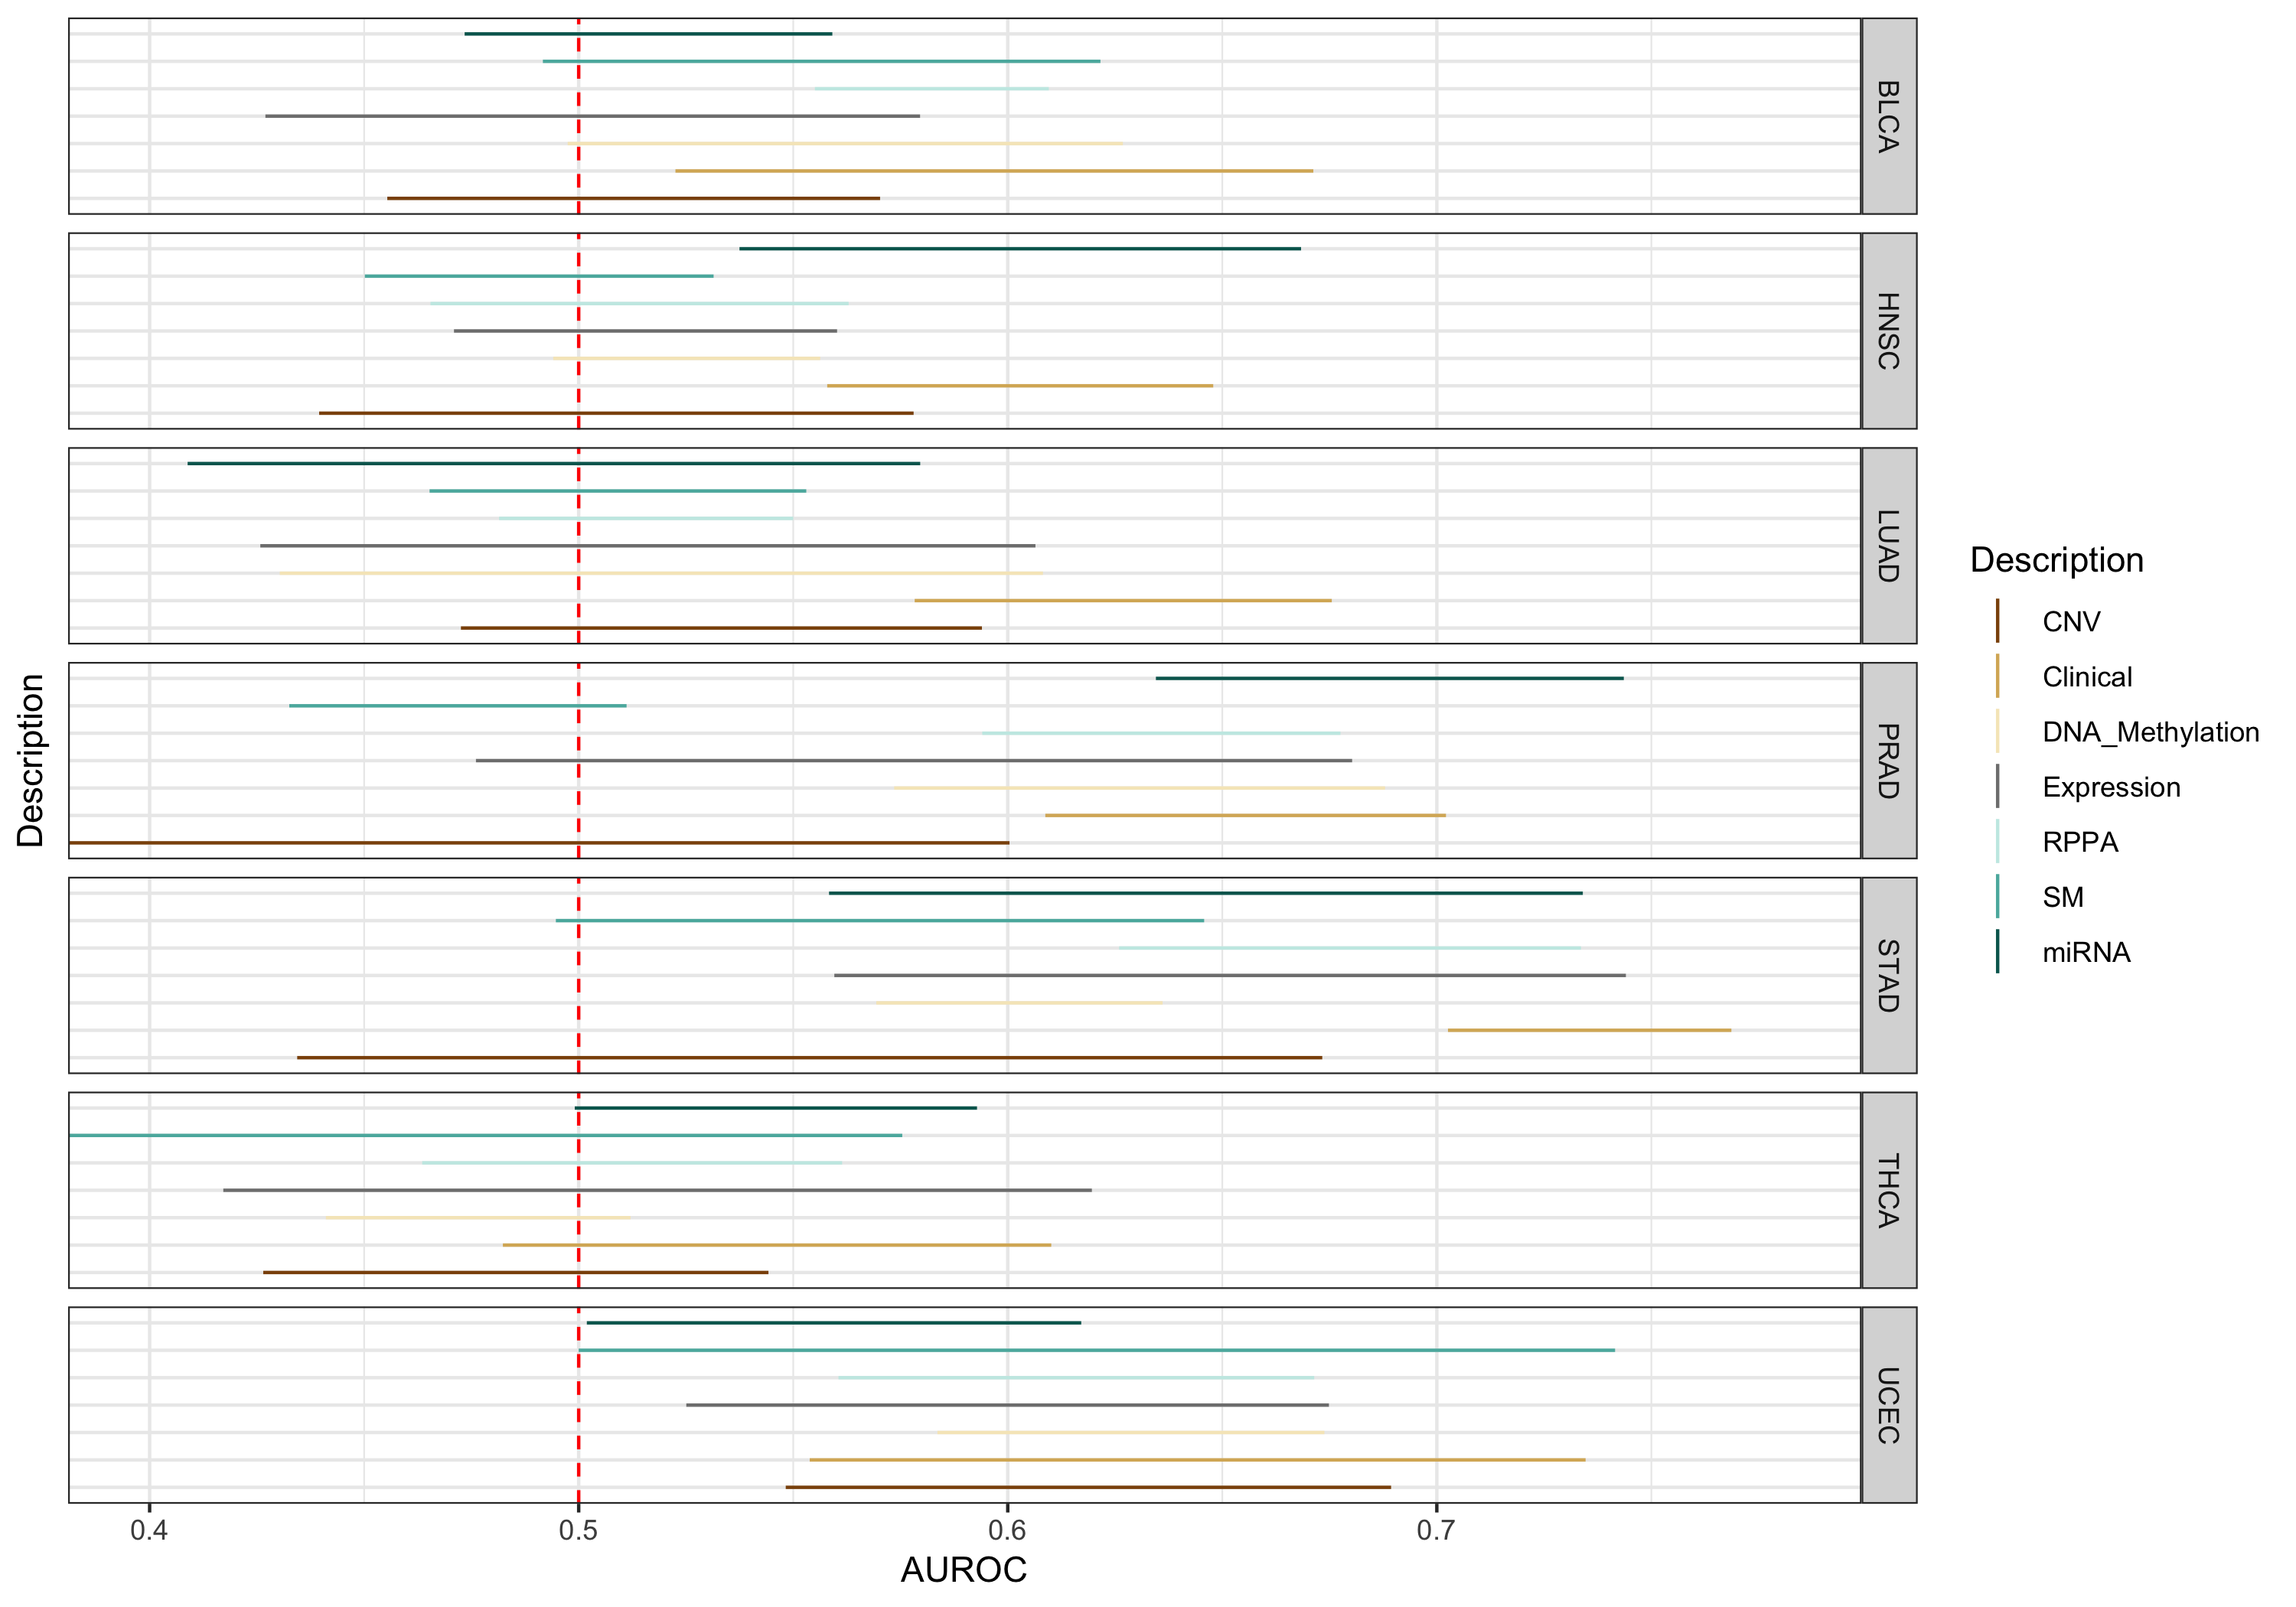 BLCA
HNSC
LUAD
PRAD
STAD
THCA
UCEC
Description
0.4
0.5
0.6
0.7
AUROC
Description
CNV
Clinical
DNA_Methylation
Expression
RPPA
SM
miRNA